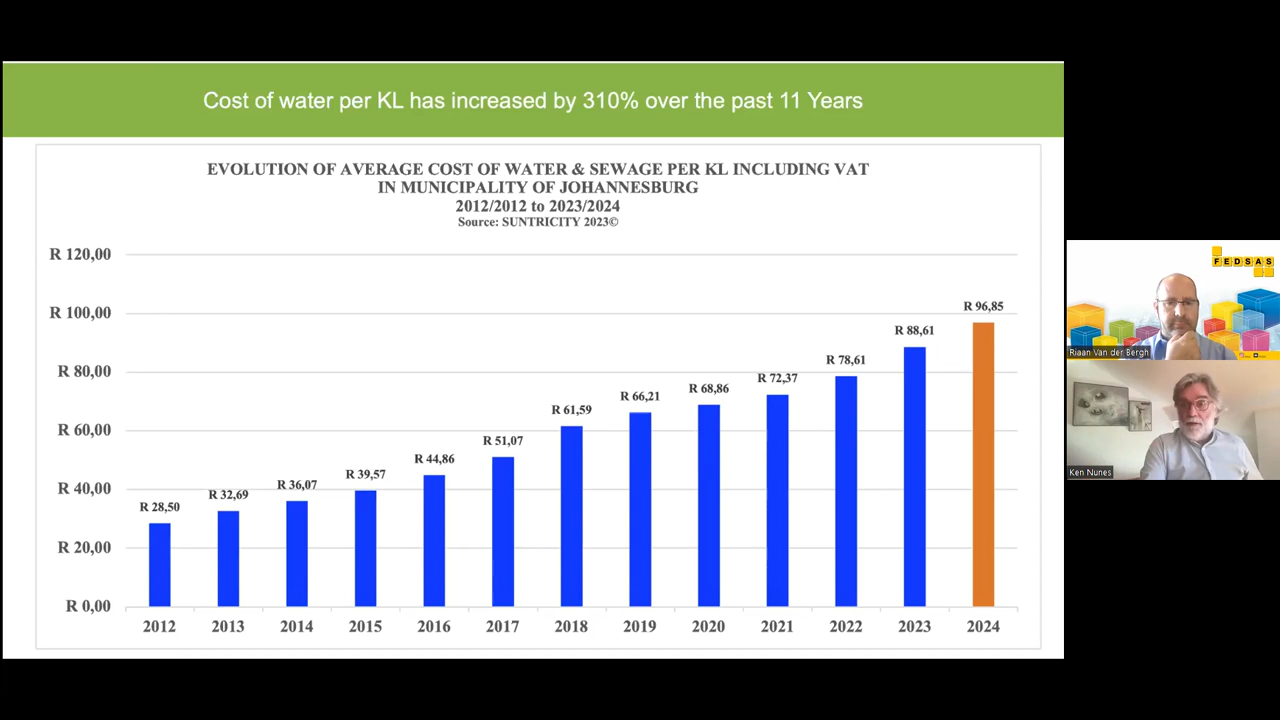 Cost of water per KL has increased by 310% over the past 11 Years
EVOLUTION OF AVERAGE COST OF WATER & SEWAGE PER KL INCLUDING VAT
IN MUNICIPALITY OF JOHANNESBURG
2012/2012 to 2023/2024
Source: SUNTRICITY 2023©
R 120,00
R 100,00
R 80,00
R 60,00
R 40,00
R 20,00
R 0,00
R 28,50
R 32,69
R 36,07
R 39,57
R 44,86
R 51,07
R 61,59
R 66,21
R 68,86
R 72,37
R 78,61
R 88,61
R 96,85
2012 2013 2014 2015 2016 2017 2018 2019 2020 2021 2022 2023 2024
FEDSAS
Riaan Van der Bergh
Ken Nunes